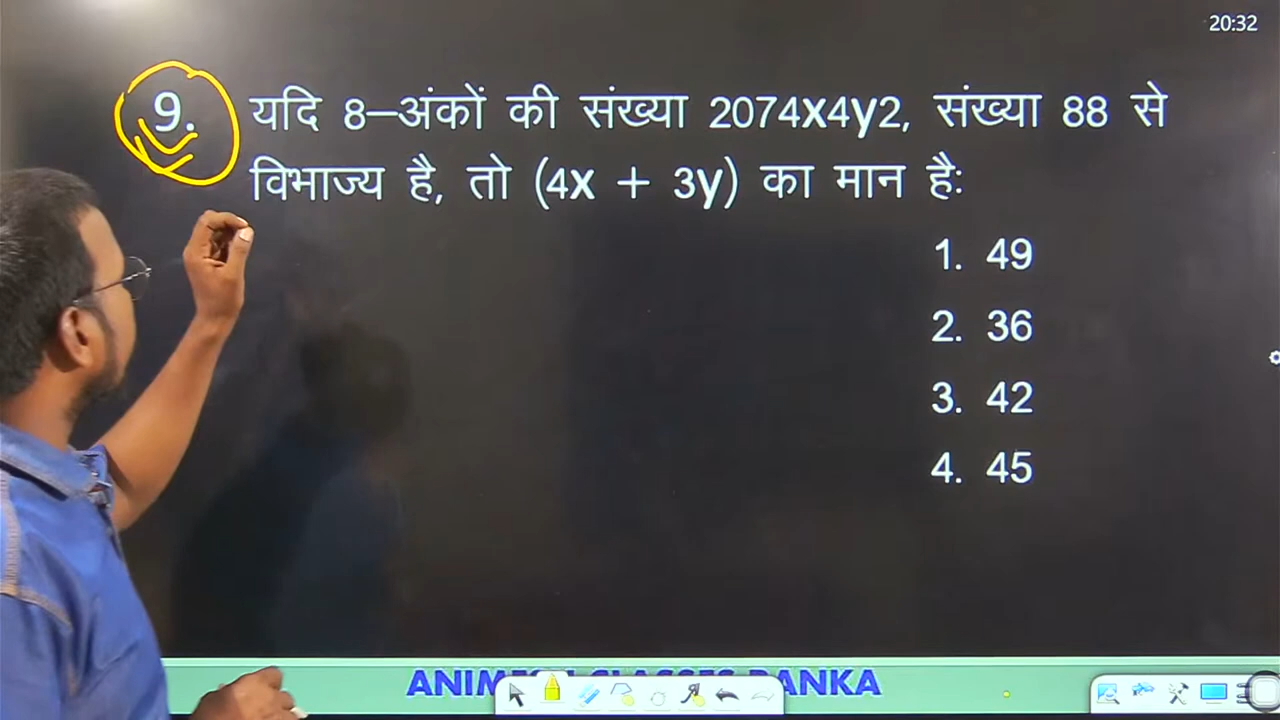 20:32
9. यदि 8–अंकों की संख्या 2074x4y2, संख्या 88 से
विभाज्य है, तो (4x + 3y) का मान है:
1. 49
2. 36
3. 42
4. 45